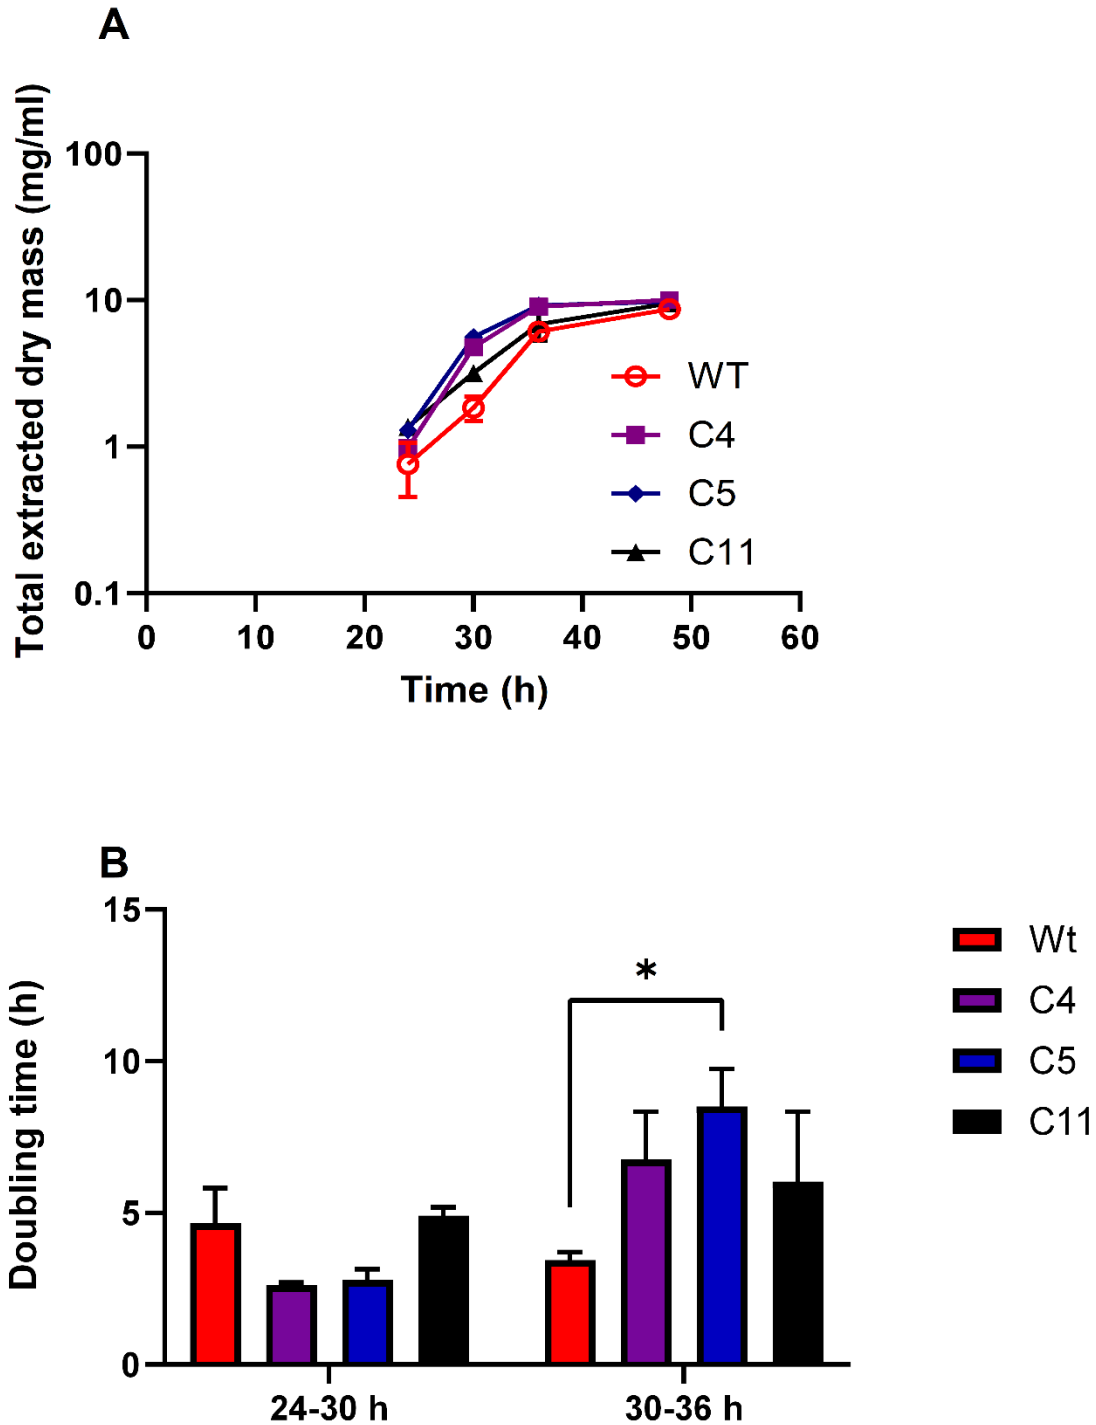 A
Total extracted dry mass (mg/ml)
100
10
1
0.1
0 10 20 30 40 50 60
Time (h)
WT
C4
C5
C11
B
Doubling time (h)
15
10
5
0
*
24-30 h 30-36 h
Wt
C4
C5
C11